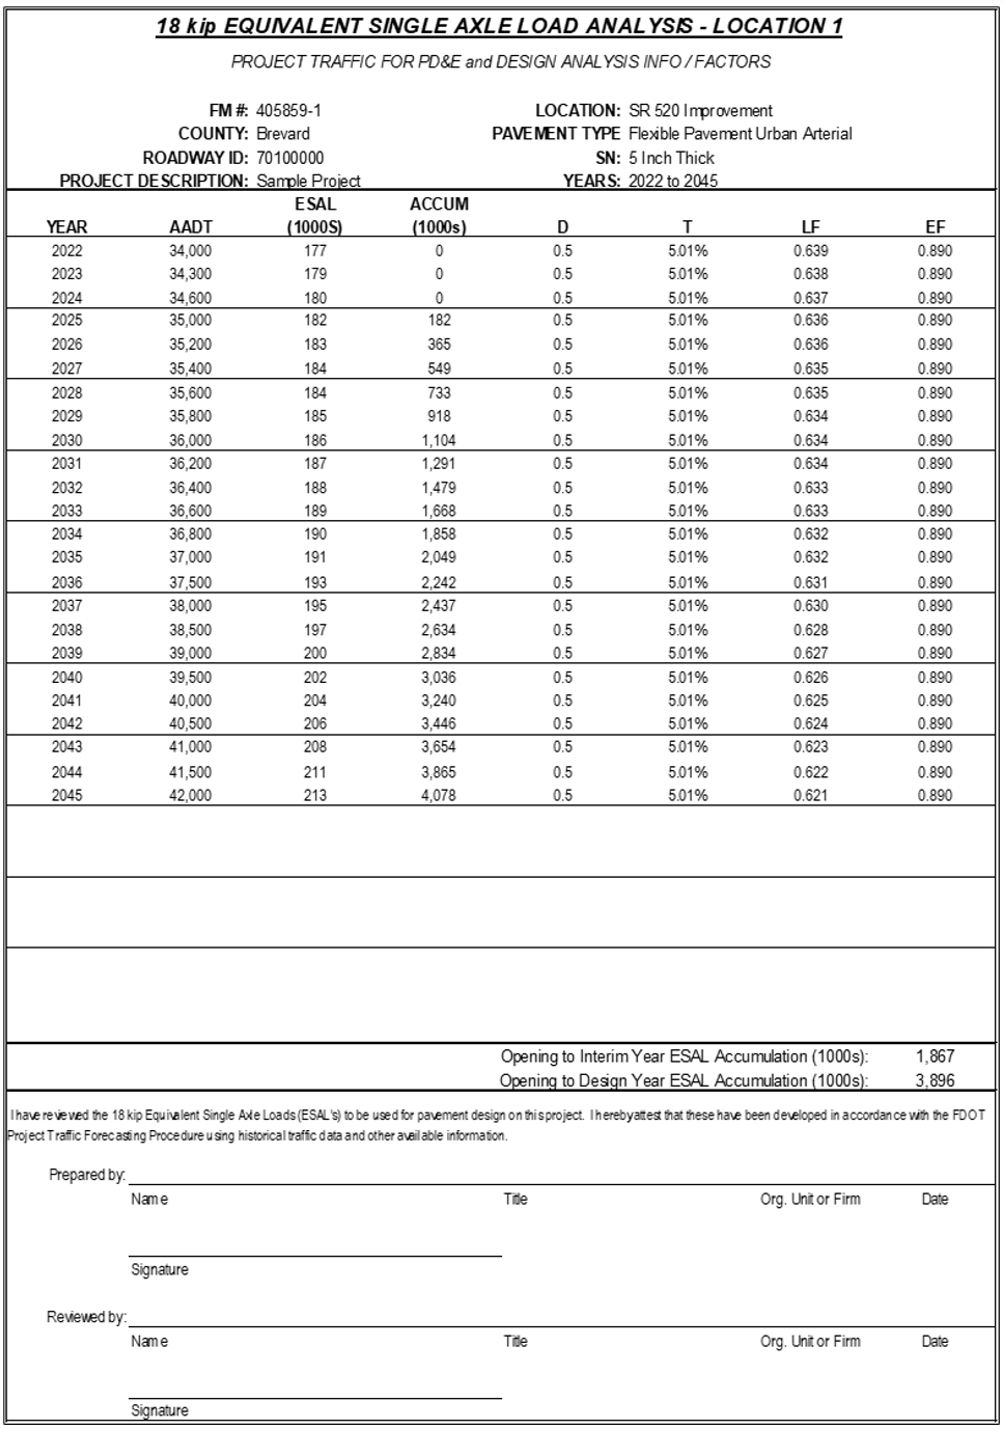 18 kip EQUIVALENT SINGLE AXLE LOAD ANALYSIS - LOCATION 1
PROJECT TRAFFIC FOR PD&E and DESIGN ANALYSIS INFO / FACTORS
FM #: 405859-1 LOCATION: SR 520 Improvement
COUNTY: Brevard PAVEMENT TYPE Flexible Pavement Urban Arterial
ROADWAY ID: 70100000 SN: 5 Inch Thick
PROJECT DESCRIPTION: Sample Project YEARS: 2022 to 2045
ESAL ACCUM
YEAR AADT (1000S) (1000s) D T LF EF
2022 34,000 177 0 0.5 5.01% 0.639 0.890
2023 34,300 179 0 0.5 5.01% 0.638 0.890
2024 34,600 180 0 0.5 5.01% 0.637 0.890
2025 35,000 182 182 0.5 5.01% 0.636 0.890
2026 35,200 183 365 0.5 5.01% 0.636 0.890
2027 35,400 184 549 0.5 5.01% 0.635 0.890
2028 35,600 184 733 0.5 5.01% 0.635 0.890
2029 35,800 185 918 0.5 5.01% 0.634 0.890
2030 36,000 186 1,104 0.5 5.01% 0.634 0.890
2031 36,200 187 1,291 0.5 5.01% 0.634 0.890
2032 36,400 188 1,479 0.5 5.01% 0.633 0.890
2033 36,600 189 1,668 0.5 5.01% 0.633 0.890
2034 36,800 190 1,858 0.5 5.01% 0.632 0.890
2035 37,000 191 2,049 0.5 5.01% 0.632 0.890
2036 37,500 193 2,242 0.5 5.01% 0.631 0.890
2037 38,000 195 2,437 0.5 5.01% 0.630 0.890
2038 38,500 197 2,634 0.5 5.01% 0.628 0.890
2039 39,000 200 2,834 0.5 5.01% 0.627 0.890
2040 39,500 202 3,036 0.5 5.01% 0.626 0.890
2041 40,000 204 3,240 0.5 5.01% 0.625 0.890
2042 40,500 206 3,446 0.5 5.01% 0.624 0.890
2043 41,000 208 3,654 0.5 5.01% 0.623 0.890
2044 41,500 211 3,865 0.5 5.01% 0.622 0.890
2045 42,000 213 4,078 0.5 5.01% 0.621 0.890
Opening to Interim Year ESAL Accumulation (1000s): 1,867
Opening to Design Year ESAL Accumulation (1000s): 3,896
I have reviewed the 18 kip Equivalent Single Axle Loads (ESAL's) to be used for pavement design on this project. I hereby attest that these have been developed in accordance with the FDOT
Project Traffic Forecasting Procedure using historical traffic data and other available information.
Prepared by:
Name Title Org. Unit or Firm Date
Signature
Reviewed by:
Name Title Org. Unit or Firm Date
Signature